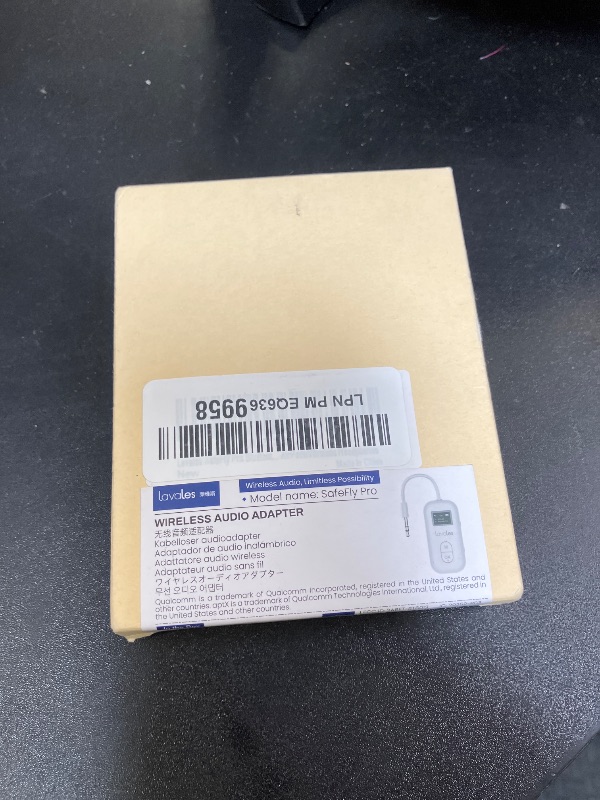 LPN PM EQ6369958
Lavales
Wireless Audio, Limitless Possibility
• Model name: SafeFly Pro
WIRELESS AUDIO ADAPTER
无线音频适配器
Kabelloser audioadapter
Adaptador de audio inalámbrico
Adattatore audio wireless
Adaptateur audio sans fil
ワイヤレスオーディオアダプター
무선 오디오 어댑터
Qualcomm is a trademark of Qualcomm Incorporated, registered in the United States and
other countries. aptX is a trademark of Qualcomm Technologies International, Ltd., registered in
the United States and other countries.